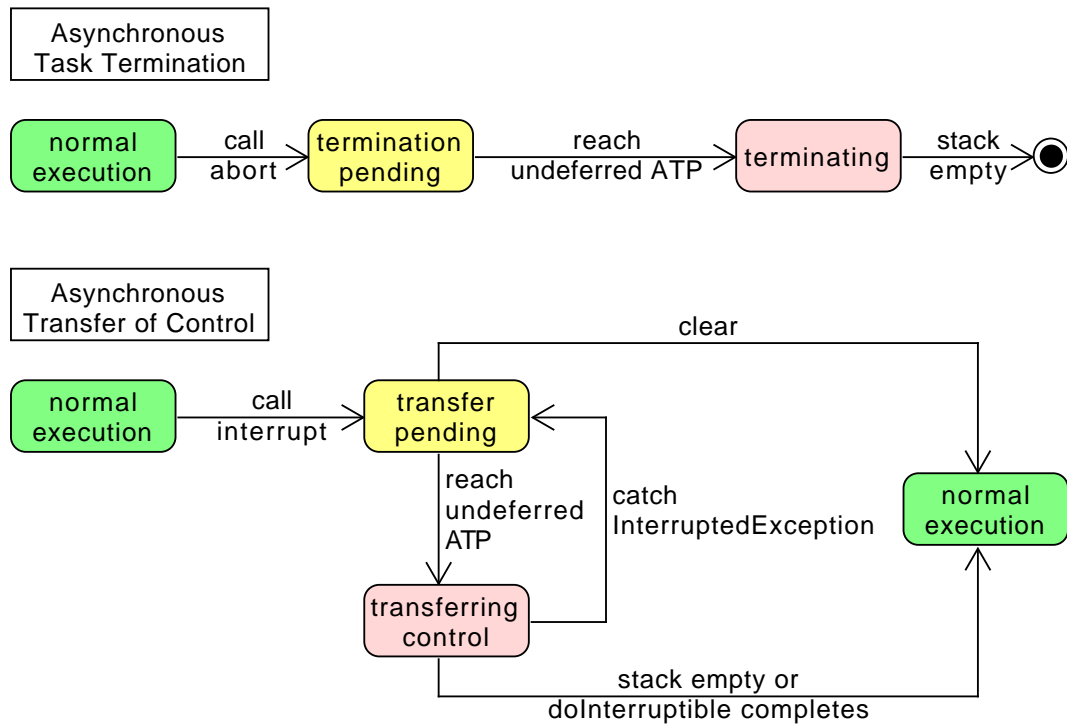 Asynchronous
Task Termination
normal
execution
call
abort
termination
pending
reach
undeferred ATP
terminating
stack
empty
Asynchronous
Transfer of Control
clear
normal
execution
call
interrupt
transfer
pending
reach
undeferred
ATP
catch
InterruptedException
normal
execution
transferring
control
stack empty or
doInterruptible completes